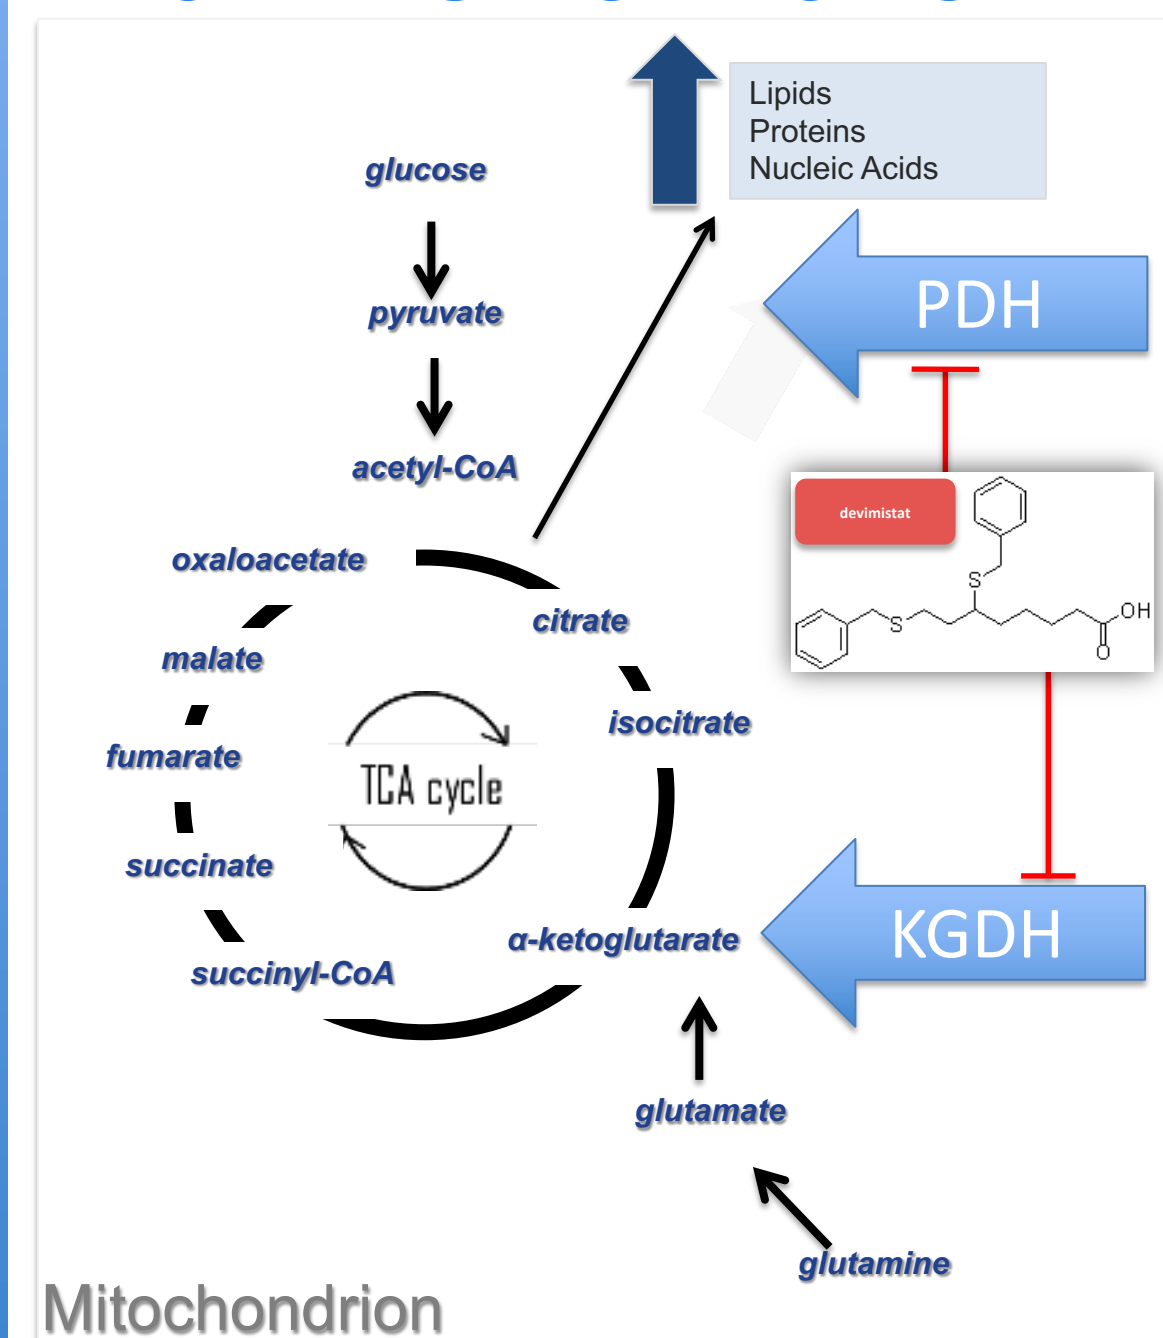 Lipids
Proteins
Nucleic Acids
glucose
PDH
pyruvate
acetyl-CoA
devimistat
S
OH
S
O
oxaloacetate
citrate
malate
isocitrate
fumarate
TCA cycle
succinate
α-ketoglutarate
KGDH
succinyl-CoA
glutamate
glutamine
Mitochondrion